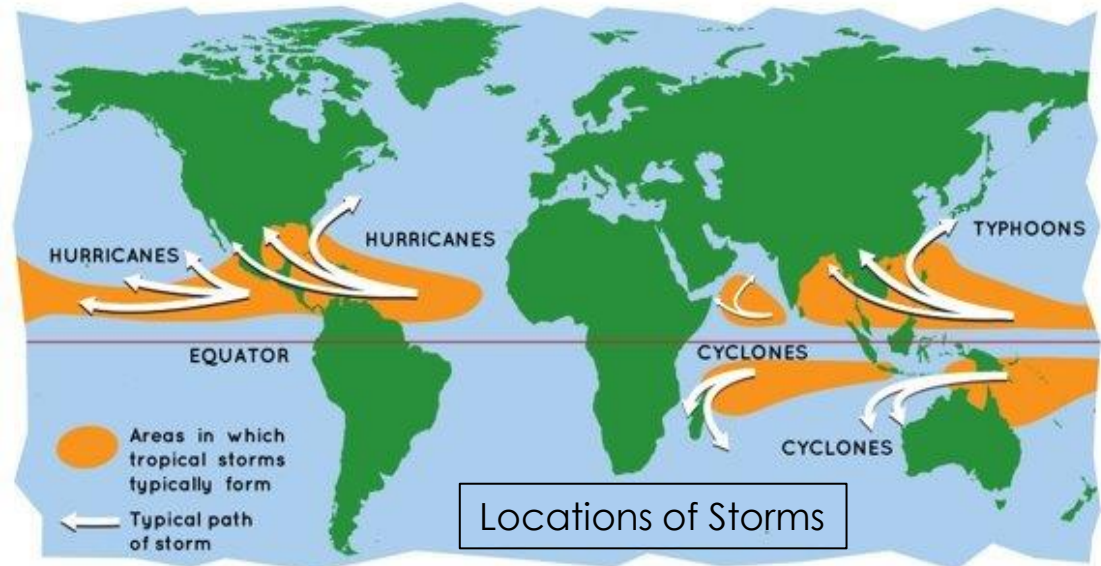 HURRICANES
HURRICANES
TYPHOONS
EQUATOR
CYCLONES
CYCLONES
Areas in which
tropical storms
typically form
Typical path
of storm
Locations of Storms